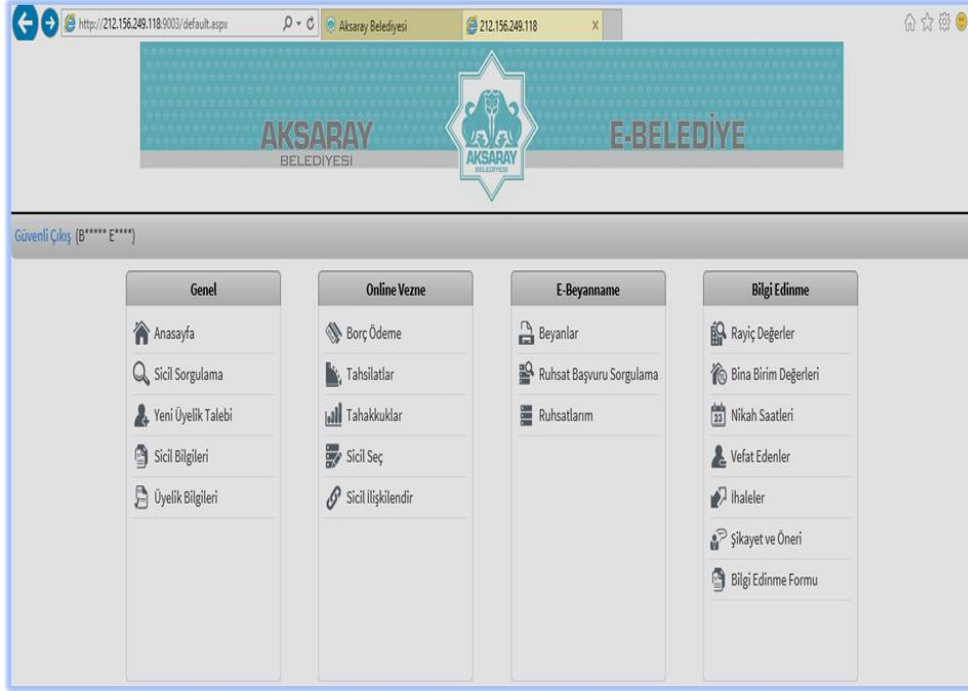 http://212.156.249.118:9003/default.aspx
Aksaray Belediyesi
212.156.249.118
AKSARAY
BELEDİYESİ
AKSARAY
BELEDİYESİ
E-BELEDİYE
Güvenli Çıkış (B***** E****)
Genel
Anasayfa
Sicil Sorgulama
Yeni Üyelik Talebi
Sicil Bilgileri
Üyelik Bilgileri
Online Vezne
Borç Ödeme
Tahsilatlar
Tahakkuklar
Sicil Seç
Sicil İlişkilendir
E-Beyanname
Beyanlar
Ruhsat Başvuru Sorgulama
Ruhsatlarım
Bilgi Edinme
Rayiç Değerler
Bina Birim Değerleri
23
Nikah Saatleri
Vefat Edenler
İhaleler
Şikayet ve Öneri
Bilgi Edinme Formu